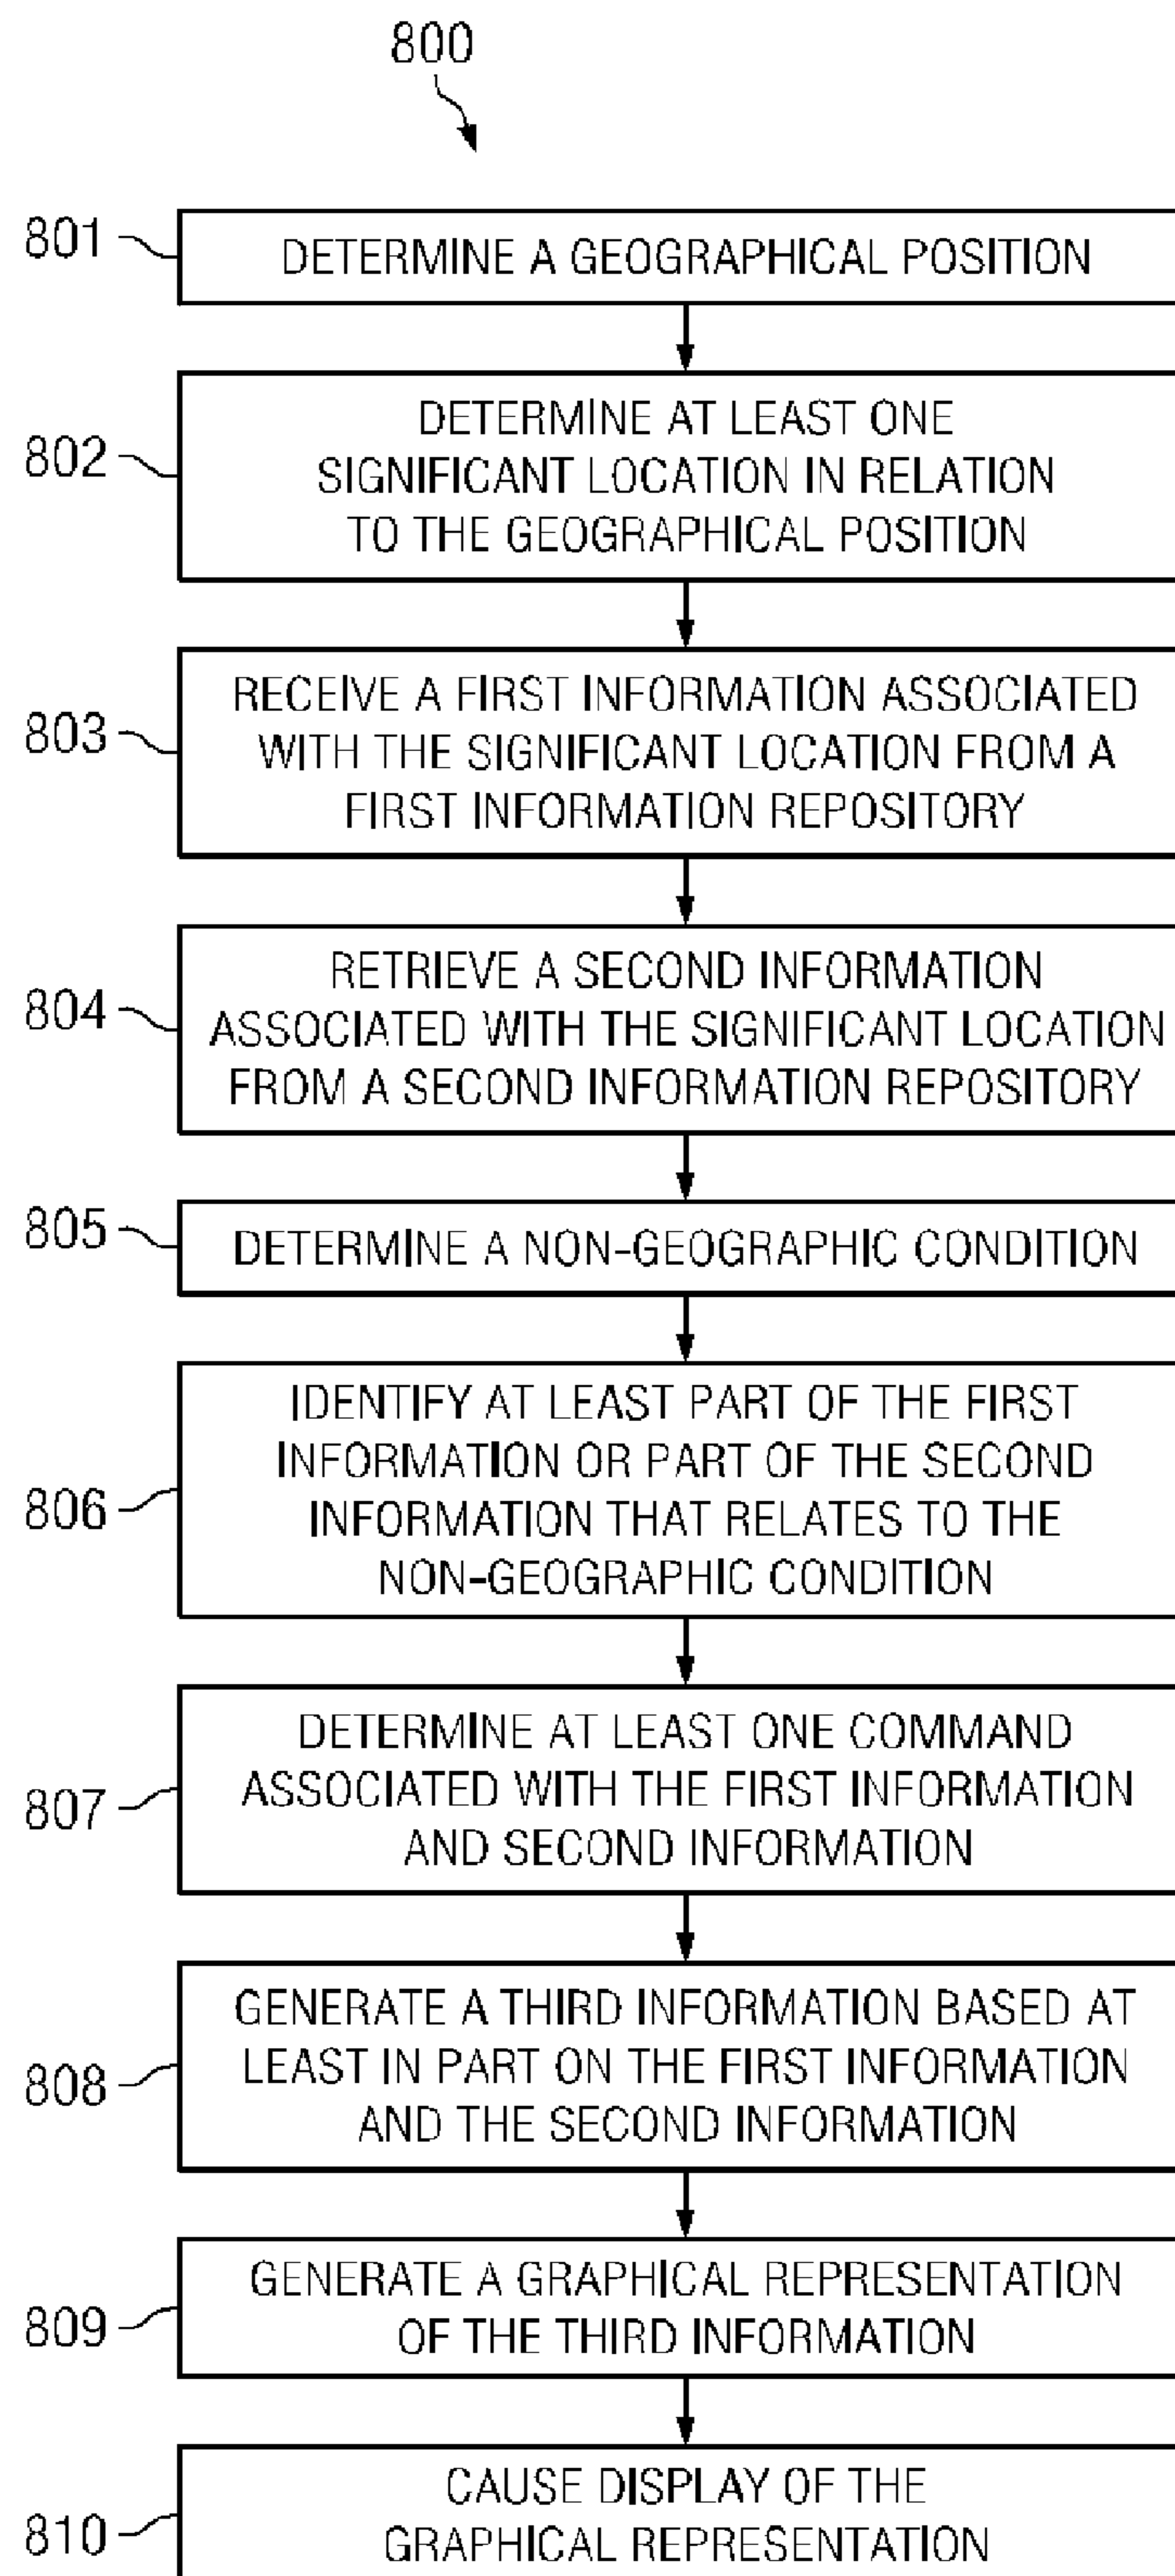 800
801
DETERMINE A GEOGRAPHICAL POSITION
802
DETERMINE AT LEAST ONE
SIGNIFICANT LOCATION IN RELATION
TO THE GEOGRAPHICAL POSITION
803
RECEIVE A FIRST INFORMATION ASSOCIATED
WITH THE SIGNIFICANT LOCATION FROM A
FIRST INFORMATION REPOSITORY
804
RETRIEVE A SECOND INFORMATION
ASSOCIATED WITH THE SIGNIFICANT LOCATION
FROM A SECOND INFORMATION REPOSITORY
805
DETERMINE A NON-GEOGRAPHIC CONDITION
806
IDENTIFY AT LEAST PART OF THE FIRST
INFORMATION OR PART OF THE SECOND
INFORMATION THAT RELATES TO THE
NON-GEOGRAPHIC CONDITION
807
DETERMINE AT LEAST ONE COMMAND
ASSOCIATED WITH THE FIRST INFORMATION
AND SECOND INFORMATION
808
GENERATE A THIRD INFORMATION BASED AT
LEAST IN PART ON THE FIRST INFORMATION
AND THE SECOND INFORMATION
809
GENERATE A GRAPHICAL REPRESENTATION
OF THE THIRD INFORMATION
810
CAUSE DISPLAY OF THE
GRAPHICAL REPRESENTATION